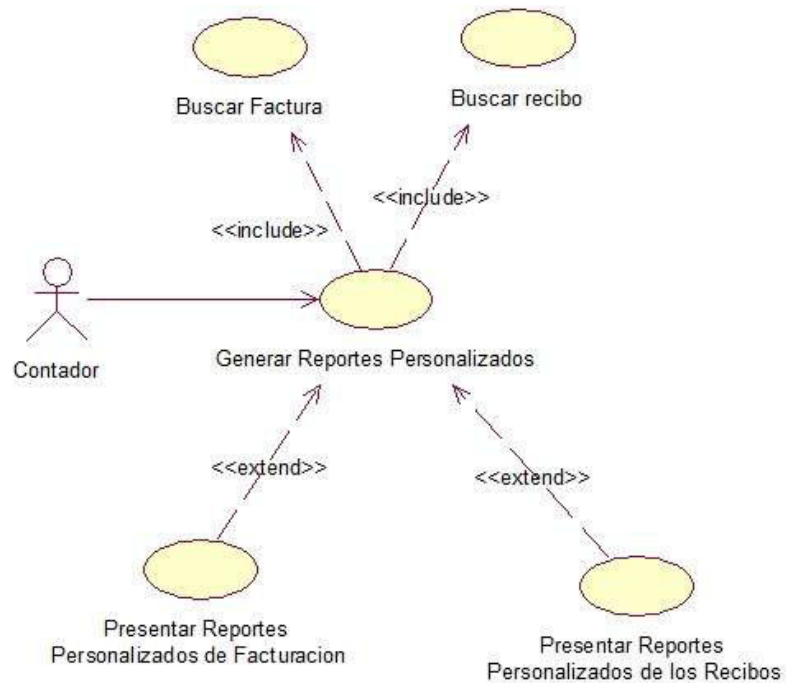 Buscar Factura
Buscar recibo
<<include>>
<<include>>
Contador
Generar Reportes Personalizados
<<extend>>
<<extend>>
Presentar Reportes
Personalizados de Facturacion
Presentar Reportes
Personalizados de los Recibos